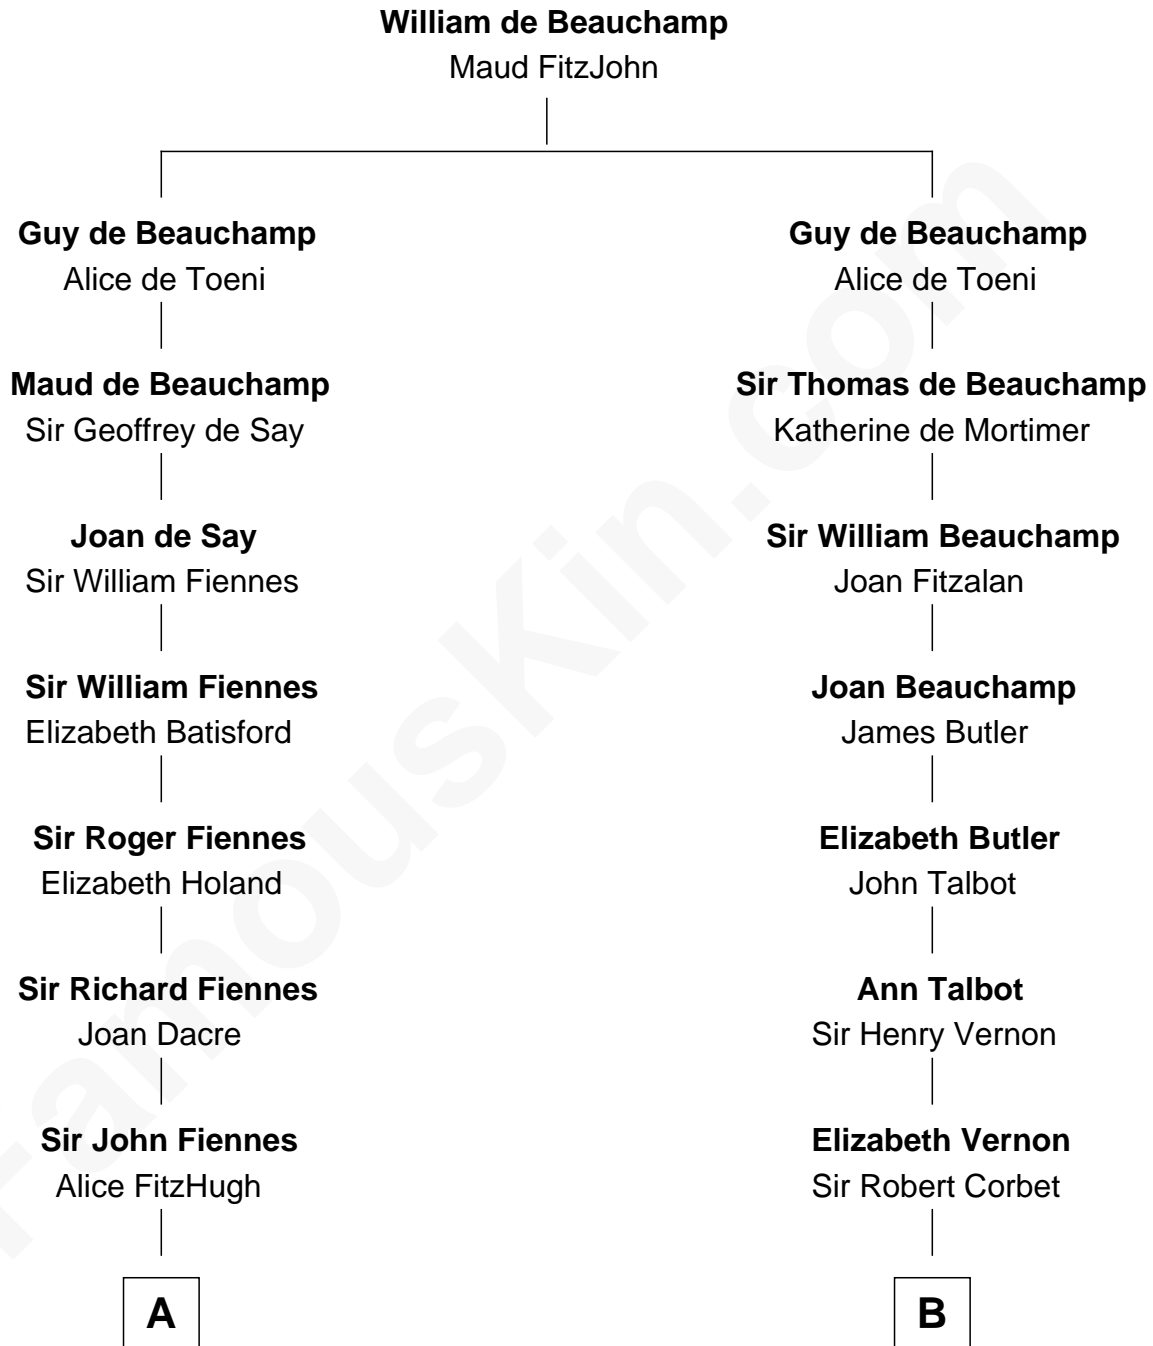 William de Beauchamp
Maud FitzJohn
Guy de Beauchamp
Alice de Toeni
Guy de Beauchamp
Alice de Toeni
Maud de Beauchamp
Sir Geoffrey de Say
Sir Thomas de Beauchamp
Katherine de Mortimer
Joan de Say
Sir William Fiennes
Sir William Beauchamp
Joan Fitzalan
Sir William Fiennes
Elizabeth Batisford
Joan Beauchamp
James Butler
Sir Roger Fiennes
Elizabeth Holand
Elizabeth Butler
John Talbot
Sir Richard Fiennes
Joan Dacre
Ann Talbot
Sir Henry Vernon
Sir John Fiennes
Alice FitzHugh
Elizabeth Vernon
Sir Robert Corbet
A
B
FamousKin.com